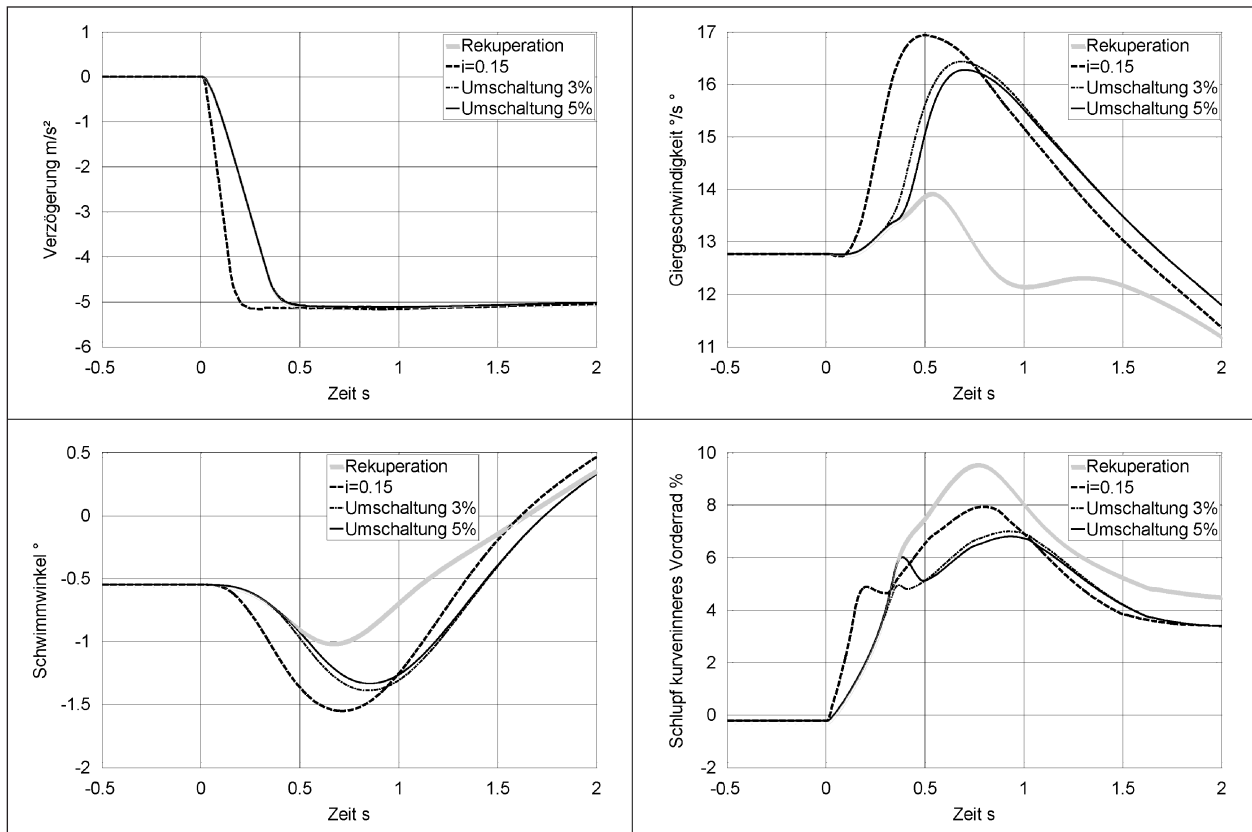 Verzögerung m/s²
1
0
-1
-2
-3
-4
-5
-6
-0.5
0
0.5
1
1.5
2
Zeit s
Rekuperation
i=0.15
Umschaltung 3%
Umschaltung 5%
Giergeschwindigkeit °/s
17
16
15
14
13
12
11
-0.5
0
0.5
1
1.5
2
Zeit s
Rekuperation
i=0.15
Umschaltung 3%
Umschaltung 5%
Schwimmwinkel °
0.5
0
-0.5
-1
-1.5
-2
-0.5
0
0.5
1
1.5
2
Zeit s
Rekuperation
i=0.15
Umschaltung 3%
Umschaltung 5%
Schlupf kurveninneres Vorderrad %
10
8
6
4
2
0
-2
-0.5
0
0.5
1
1.5
2
Zeit s
Rekuperation
i=0.15
Umschaltung 3%
Umschaltung 5%